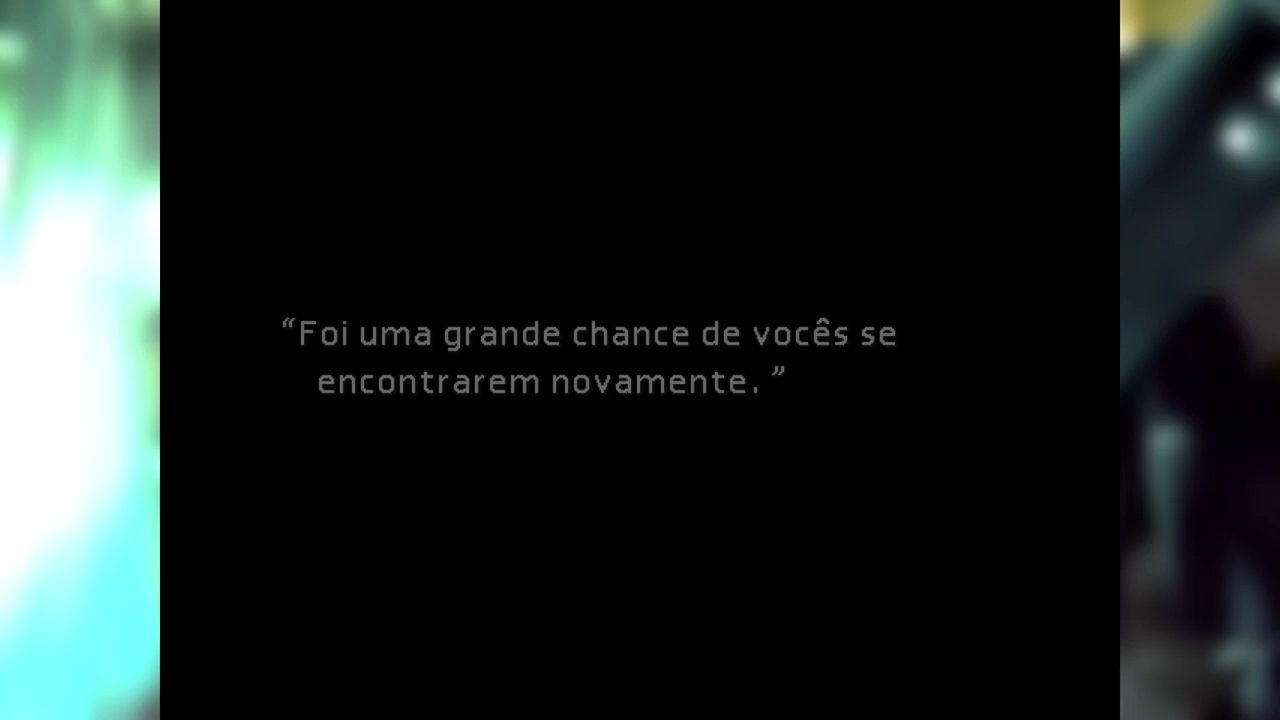 “Foi uma grande chance de vocês se
encontrarem novamente. ”